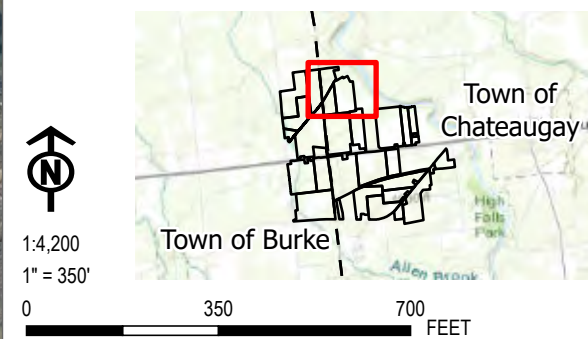 Town of
Chateaugay
High
Falls
Park
Town of Burke
Allen Brook
N
1:4,200
1" = 350'
0 350 700
FEET